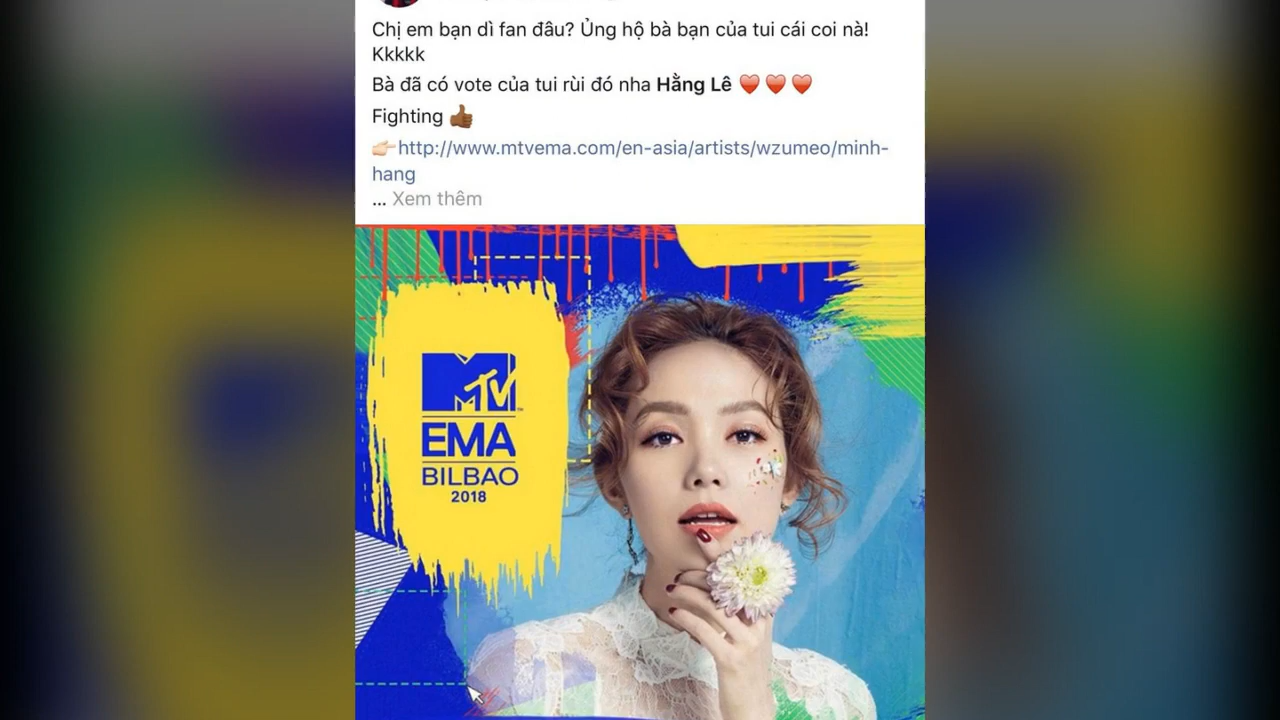 Chị em bạn dì fan đâu? Ủng hộ bà bạn của tui cái coi nà!
Kkkkk
Bà đã có vote của tui rùi đó nha Hằng Lê ❤️ ❤️ ❤️
Fighting 👍🏾
👉🏻http://www.mtvema.com/en-asia/artists/wzumeo/minh-
hang
... Xem thêm
MTV
EMA
BILBAO
2018